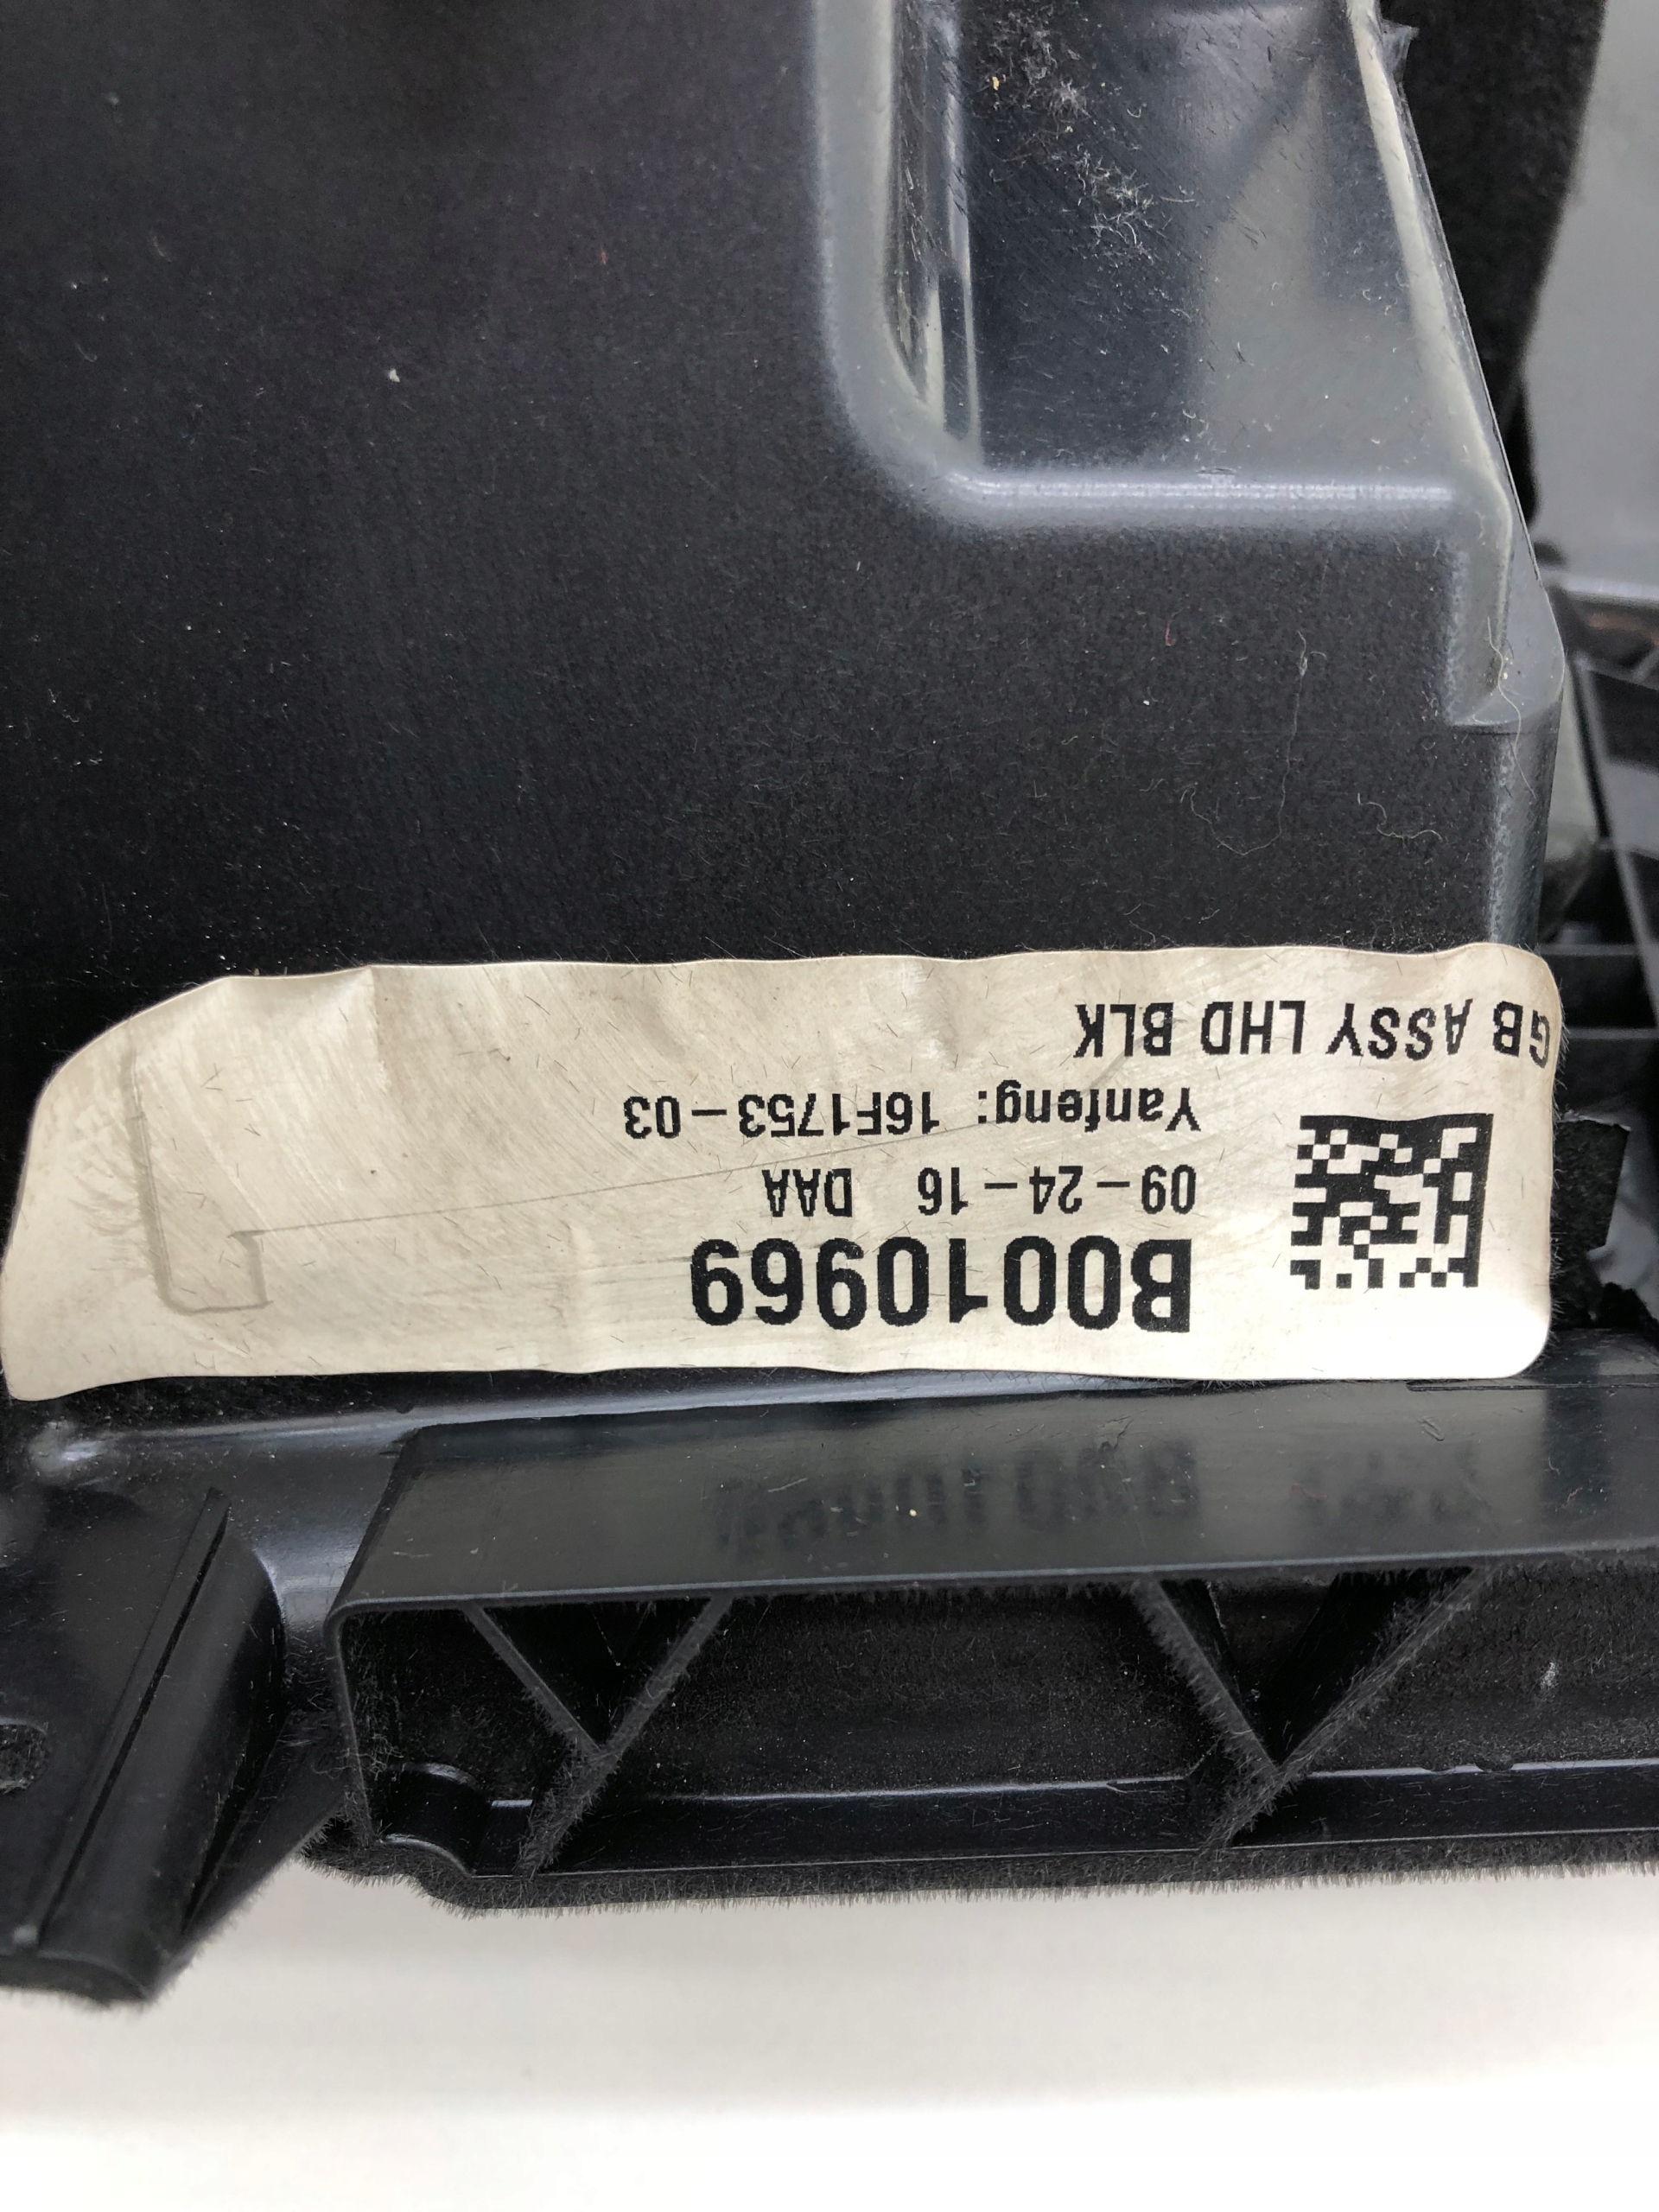 B0010969
09-24-16 DAA
Yanfeng: 16F1753-03
GB ASSY LHD BLK